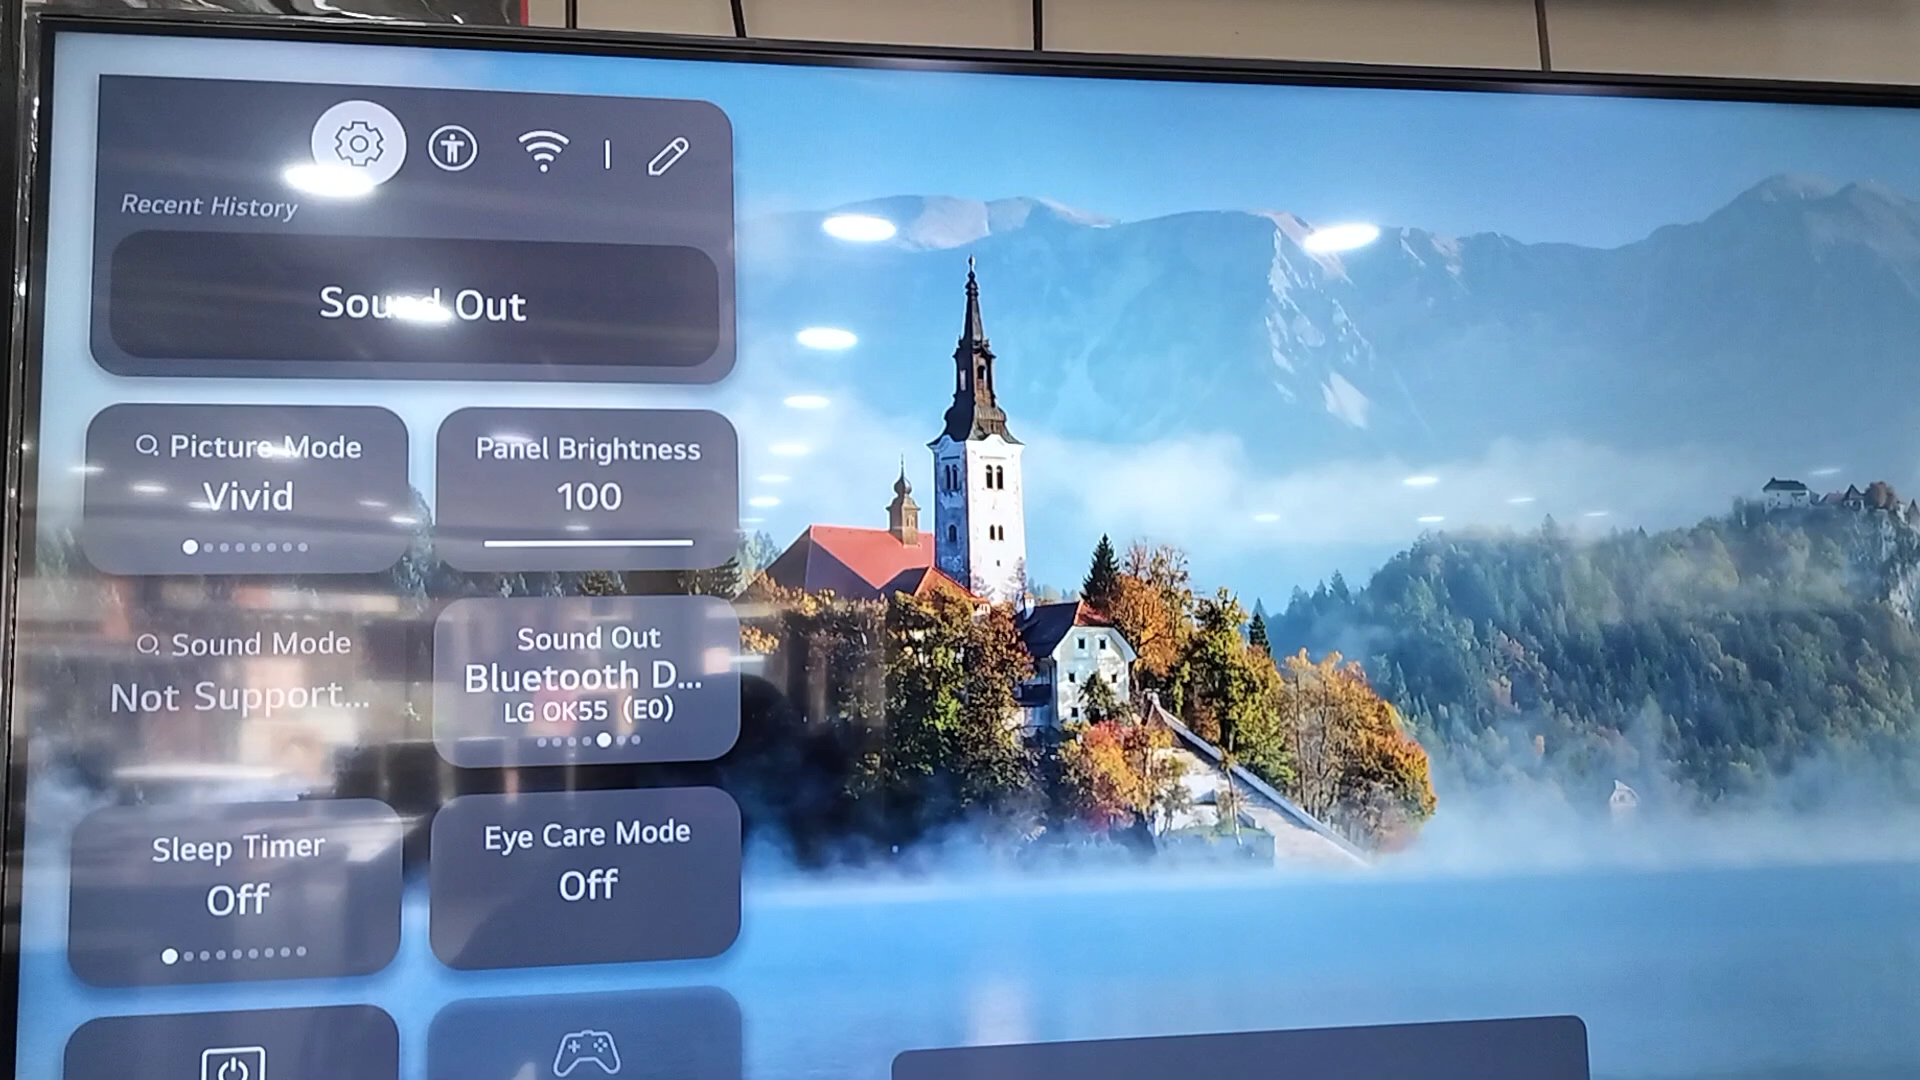 Recent History
Sound Out
Picture Mode
Vivid
Panel Brightness
100
Sound Mode
Not Support...
Sound Out
Bluetooth D...
LG OK55 (E0)
Sleep Timer
Off
Eye Care Mode
Off